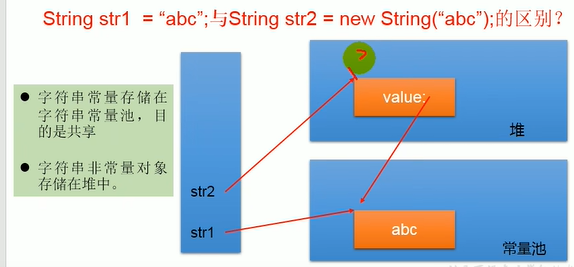 String str1 = “abc”;与String str2 = new String(“abc”);的区别?
● 字符串常量存储在
字符串常量池，目
的是共享
● 字符串非常量对象
存储在堆中。
str2
str1
value:
堆
abc
常量池